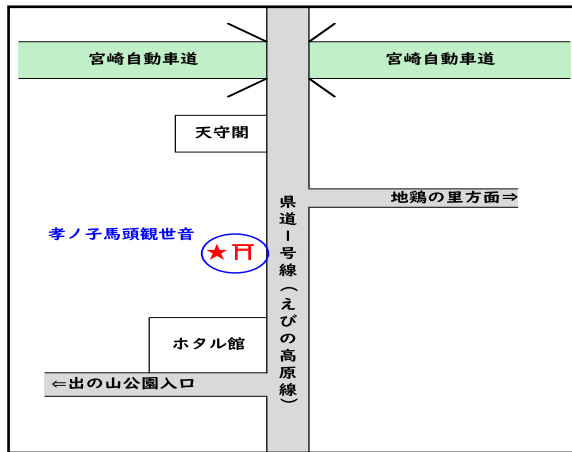 宮崎自動車道
宮崎自動車道
天守閣
地鶏の里方面⇒
孝ノ子馬頭観世音
県道1号線(えびの高原線)
ホタル館
⇐出の山公園入口